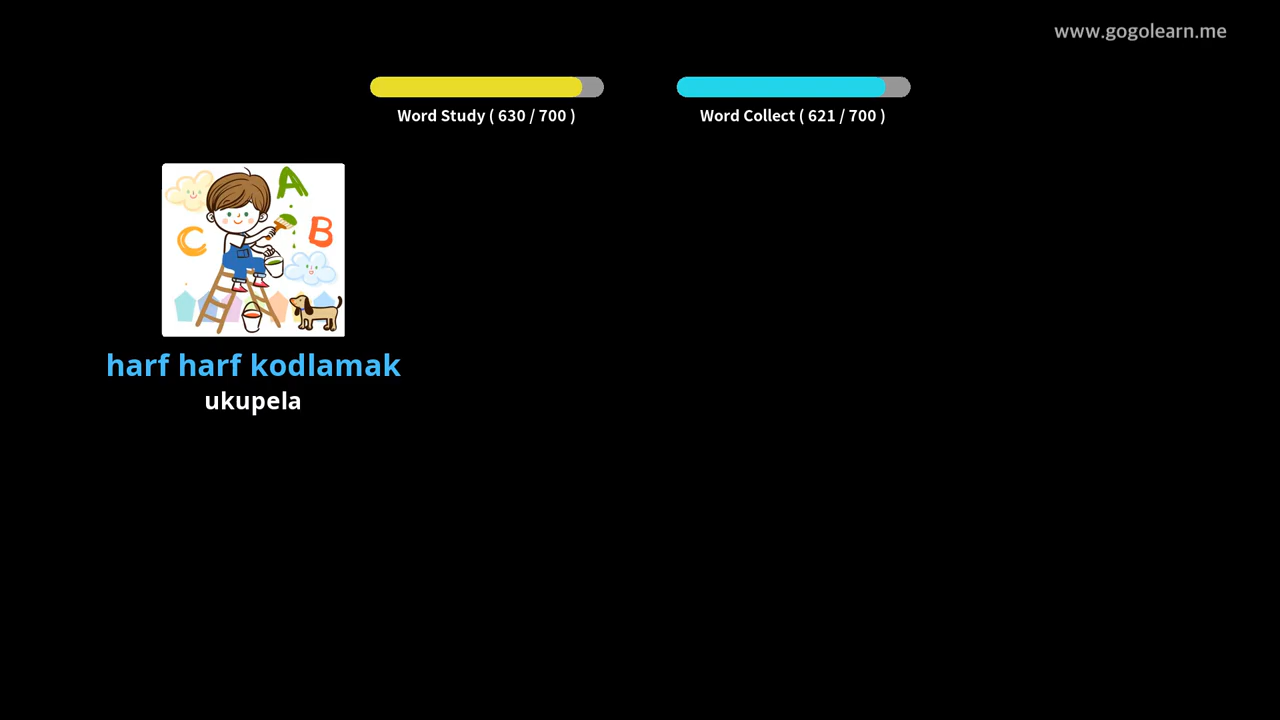 www.gogolearn.me
Word Study ( 630 / 700 )
Word Collect ( 621 / 700 )
A
B
C
harf harf kodlamak
ukupela